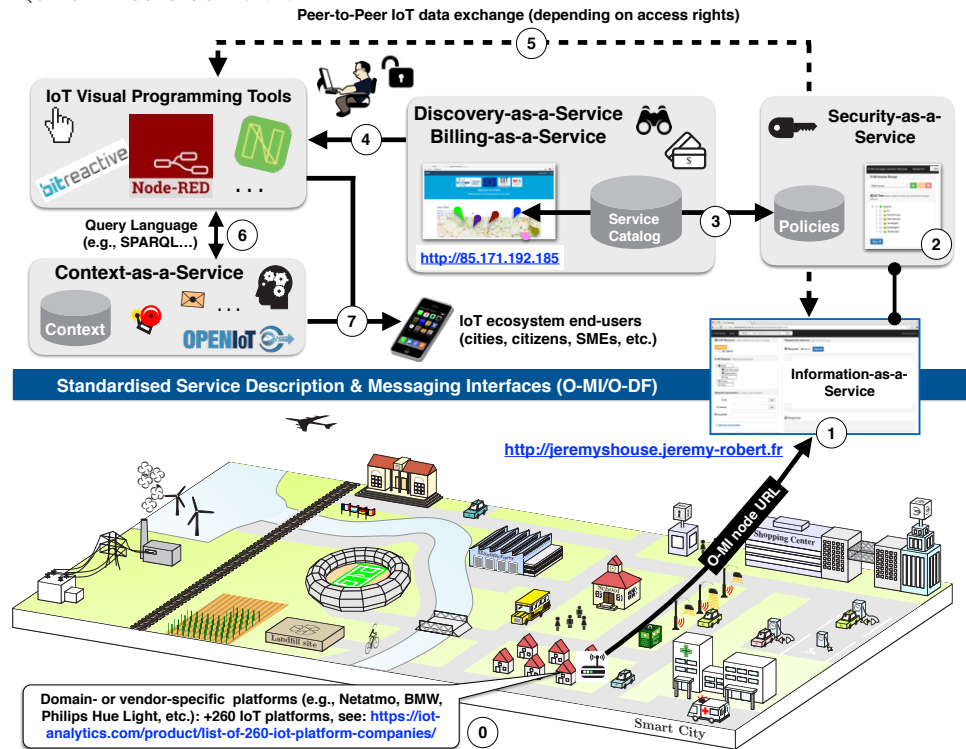 Peer-to-Peer IoT data exchange (depending on access rights)
5
IoT Visual Programming Tools
bitreactive
Node-RED
...
4
Discovery-as-a-Service
Billing-as-a-Service
$
Service
Catalog
http://85.171.192.185
3
Security-as-a-
Service
Policies
2
Query Language
(e.g., SPARQL...)
6
Context-as-a-Service
Context
...
OPENIoT
7
IoT ecosystem end-users
(cities, citizens, SMEs, etc.)
Standardised Service Description & Messaging Interfaces (O-MI/O-DF)
Information-as-a-
Service
1
http://jeremyshouse.jeremy-robert.fr
O-MI node URL
Shopping Center
School
Landfill site
Smart City
Domain- or vendor-specific platforms (e.g., Netatmo, BMW,
Philips Hue Light, etc.): +260 IoT platforms, see: https://iot-
analytics.com/product/list-of-260-iot-platform-companies/
0